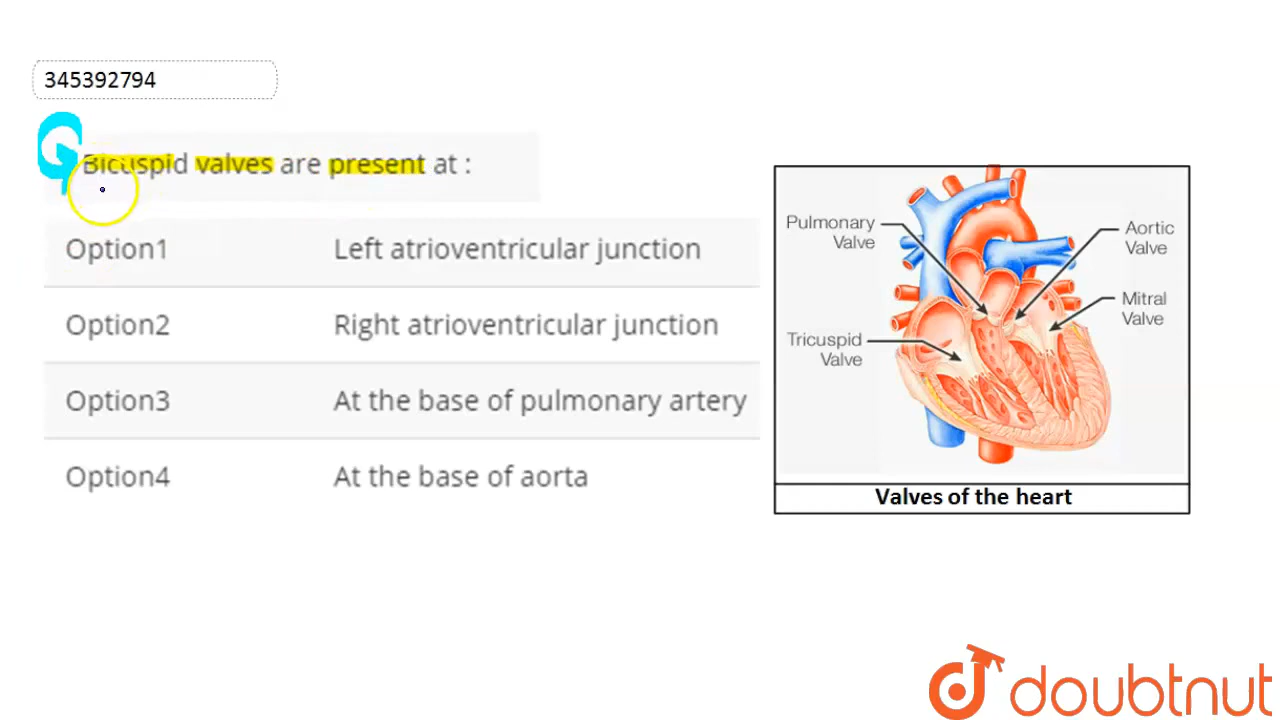 345392794
Bicuspid valves are present at :
Option1 Left atrioventricular junction
Option2 Right atrioventricular junction
Option3 At the base of pulmonary artery
Option4 At the base of aorta
Pulmonary
Valve
Aortic
Valve
Mitral
Valve
Tricuspid
Valve
Valves of the heart
doubtnut